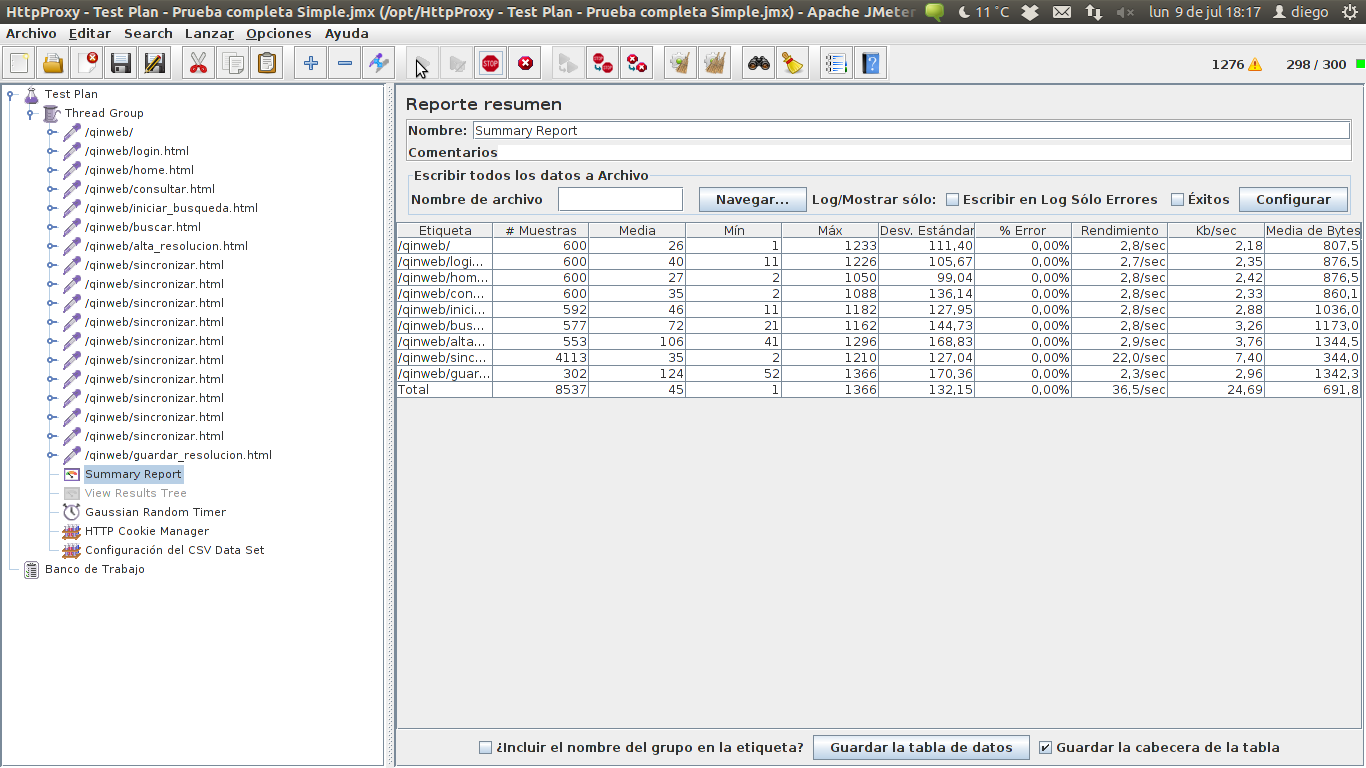 HttpProxy - Test Plan - Prueba completa Simple.jmx (/opt/HttpProxy - Test Plan - Prueba completa Simple.jmx) - Apache JMeter 11 °C lun 9 de jul 18:17 diego
Archivo Editar Search Lanzar Opciones Ayuda
STOP 1276 298 / 300
Test Plan
Thread Group
/qinweb/
/qinweb/login.html
/qinweb/home.html
/qinweb/consultar.html
/qinweb/iniciar_busqueda.html
/qinweb/buscar.html
/qinweb/alta_resolucion.html
/qinweb/sincronizar.html
/qinweb/sincronizar.html
/qinweb/sincronizar.html
/qinweb/sincronizar.html
/qinweb/sincronizar.html
/qinweb/sincronizar.html
/qinweb/sincronizar.html
/qinweb/sincronizar.html
/qinweb/sincronizar.html
/qinweb/sincronizar.html
/qinweb/guardar_resolucion.html
Summary Report
View Results Tree
Gaussian Random Timer
HTTP Cookie Manager
Configuración del CSV Data Set
Banco de Trabajo
Reporte resumen
Nombre: Summary Report
Comentarios
Escribir todos los datos a Archivo
Nombre de archivo Navegar... Log/Mostrar sólo: Escribir en Log Sólo Errores Éxitos Configurar
Etiqueta # Muestras Media Mín Máx Desv. Estándar % Error Rendimiento Kb/sec Media de Bytes
/qinweb/ 600 26 1 1233 111,40 0,00% 2,8/sec 2,18 807,5
/qinweb/logi... 600 40 11 1226 105,67 0,00% 2,7/sec 2,35 876,5
/qinweb/hom... 600 27 2 1050 99,04 0,00% 2,8/sec 2,42 876,5
/qinweb/con... 600 35 2 1088 136,14 0,00% 2,8/sec 2,33 860,1
/qinweb/inici... 592 46 11 1182 127,95 0,00% 2,8/sec 2,88 1036,0
/qinweb/bus... 577 72 21 1162 144,73 0,00% 2,8/sec 3,26 1173,0
/qinweb/alta... 553 106 41 1296 168,83 0,00% 2,9/sec 3,76 1344,5
/qinweb/sinc... 4113 35 2 1210 127,04 0,00% 22,0/sec 7,40 344,0
/qinweb/guar... 302 124 52 1366 170,36 0,00% 2,3/sec 2,96 1342,3
Total 8537 45 1 1366 132,15 0,00% 36,5/sec 24,69 691,8
¿Incluir el nombre del grupo en la etiqueta? Guardar la tabla de datos Guardar la cabecera de la tabla